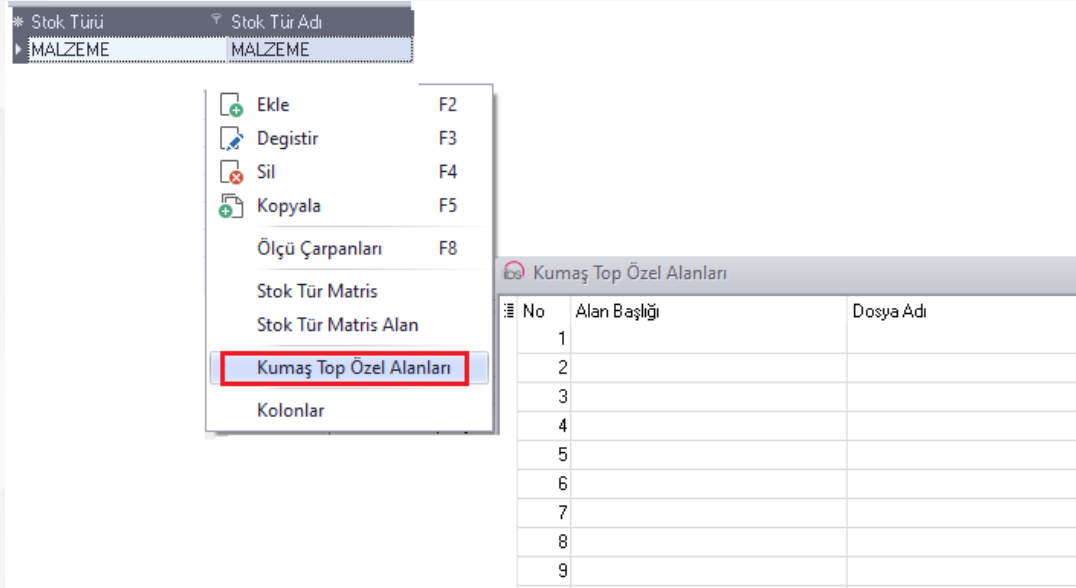 Stok Türü Stok Tür Adı
MALZEME MALZEME
Ekle F2
Degistir F3
Sil F4
Kopyala F5
Ölçü Çarpanları F8
Stok Tür Matris
Stok Tür Matris Alan
Kumaş Top Özel Alanları
Kolonlar
ibs Kumaş Top Özel Alanları
No Alan Başlığı Dosya Adı
1
2
3
4
5
6
7
8
9